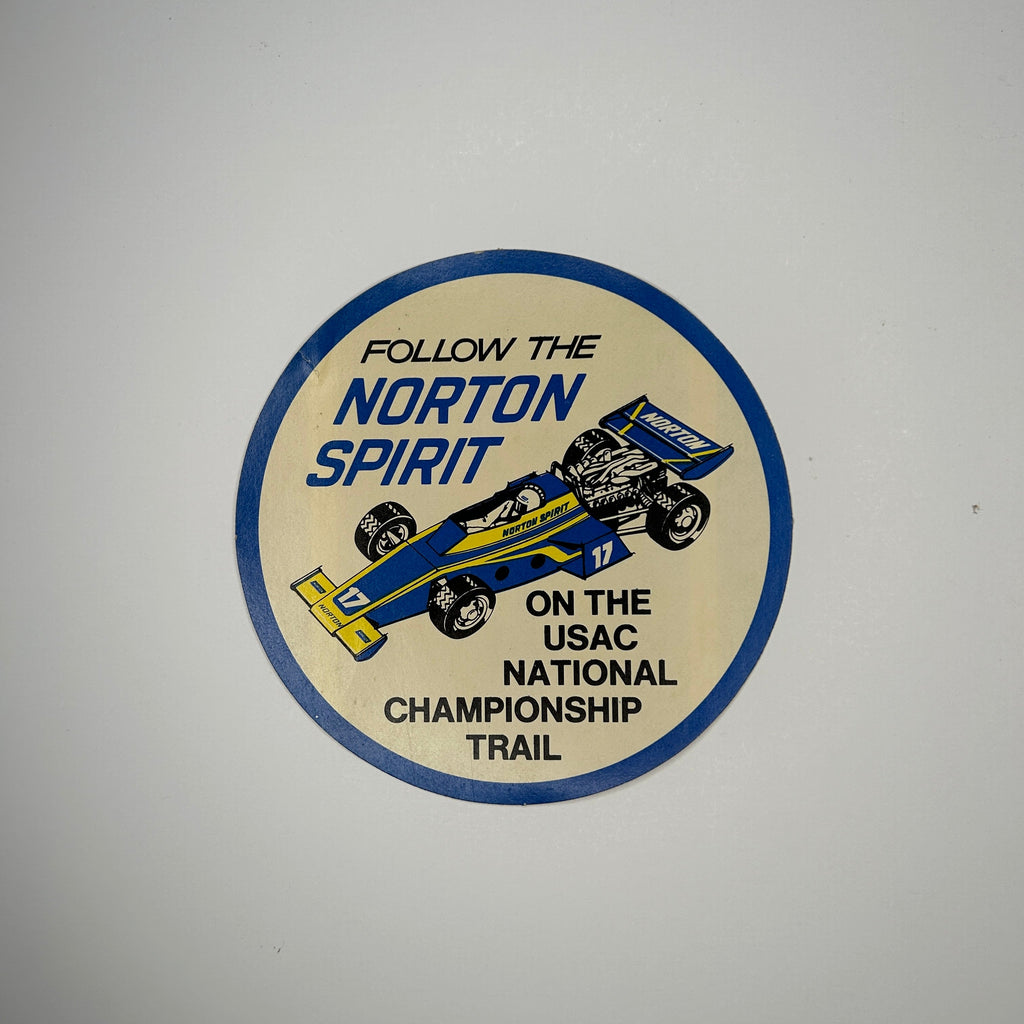 FOLLOW THE
NORTON
SPIRIT
NORTON
NORTON SPIRIT
17
17
NORTON
ON THE
USAC
NATIONAL
CHAMPIONSHIP
TRAIL